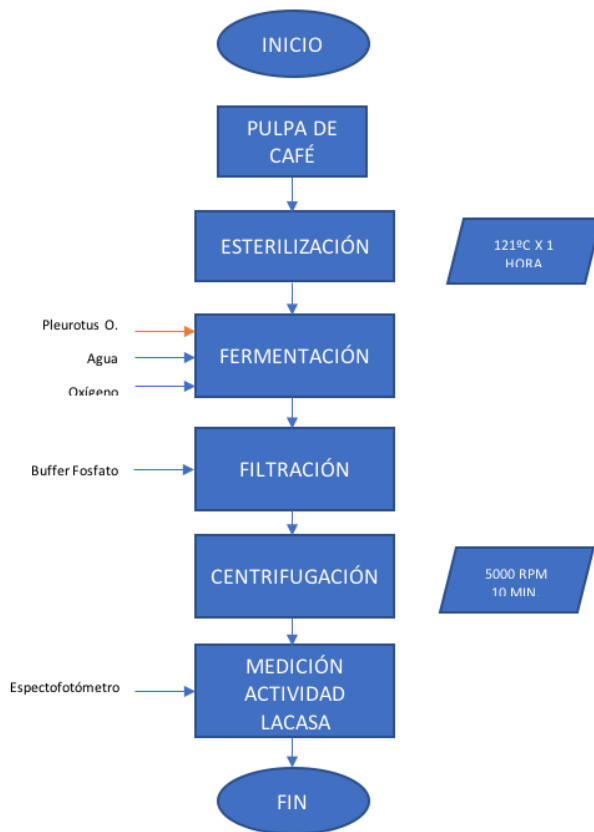 INICIO
PULPA DE
CAFÉ
ESTERILIZACIÓN
121ºC X 1
HORA
Pleurotus O.
Agua
Oxígeno
FERMENTACIÓN
Buffer Fosfato
FILTRACIÓN
CENTRIFUGACIÓN
5000 RPM
10 MIN.
Espectofotómetro
MEDICIÓN
ACTIVIDAD
LACASA
FIN